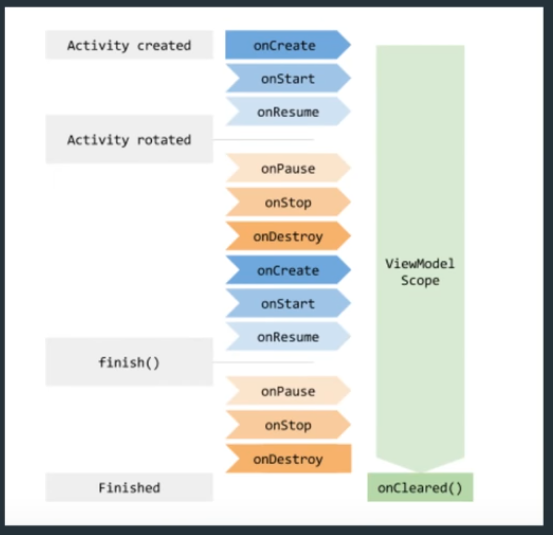 Activity created
onCreate
onStart
onResume
Activity rotated
onPause
onStop
onDestroy
onCreate
onStart
onResume
finish()
onPause
onStop
onDestroy
Finished
ViewModel
Scope
onCleared()